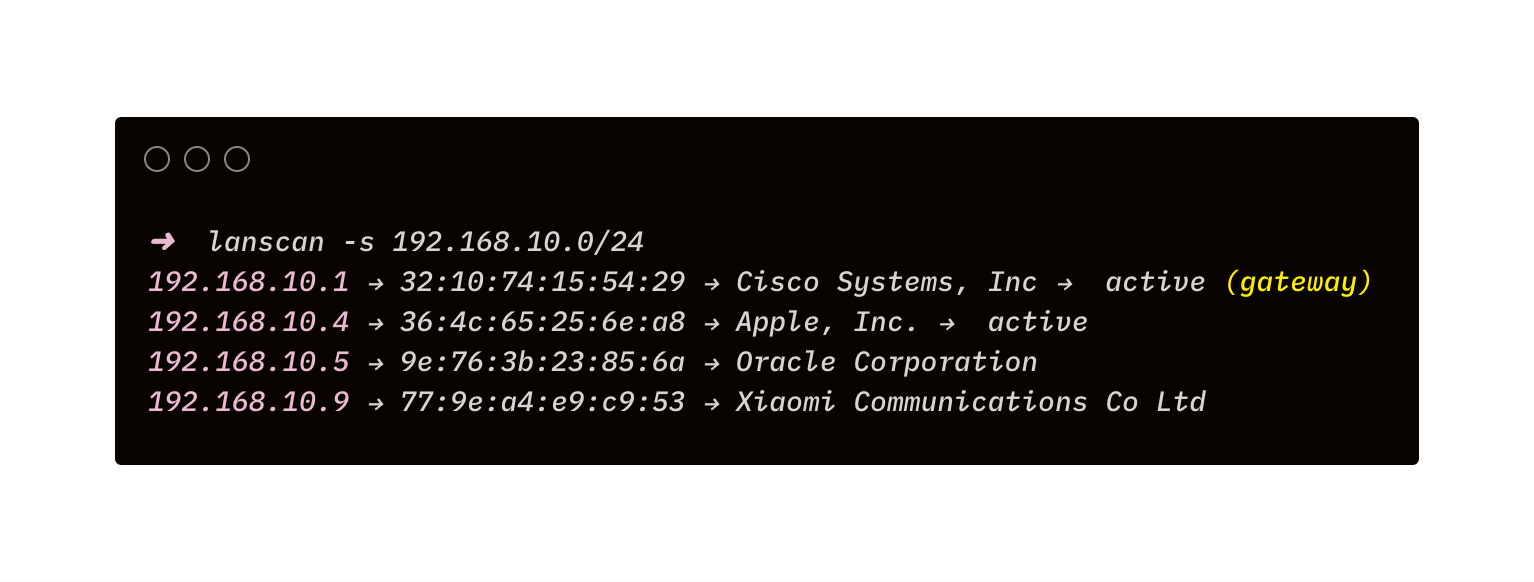 ➜ lanscan -s 192.168.10.0/24
192.168.10.1 → 32:10:74:15:54:29 → Cisco Systems, Inc → active (gateway)
192.168.10.4 → 36:4c:65:25:6e:a8 → Apple, Inc. → active
192.168.10.5 → 9e:76:3b:23:85:6a → Oracle Corporation
192.168.10.9 → 77:9e:a4:e9:c9:53 → Xiaomi Communications Co Ltd